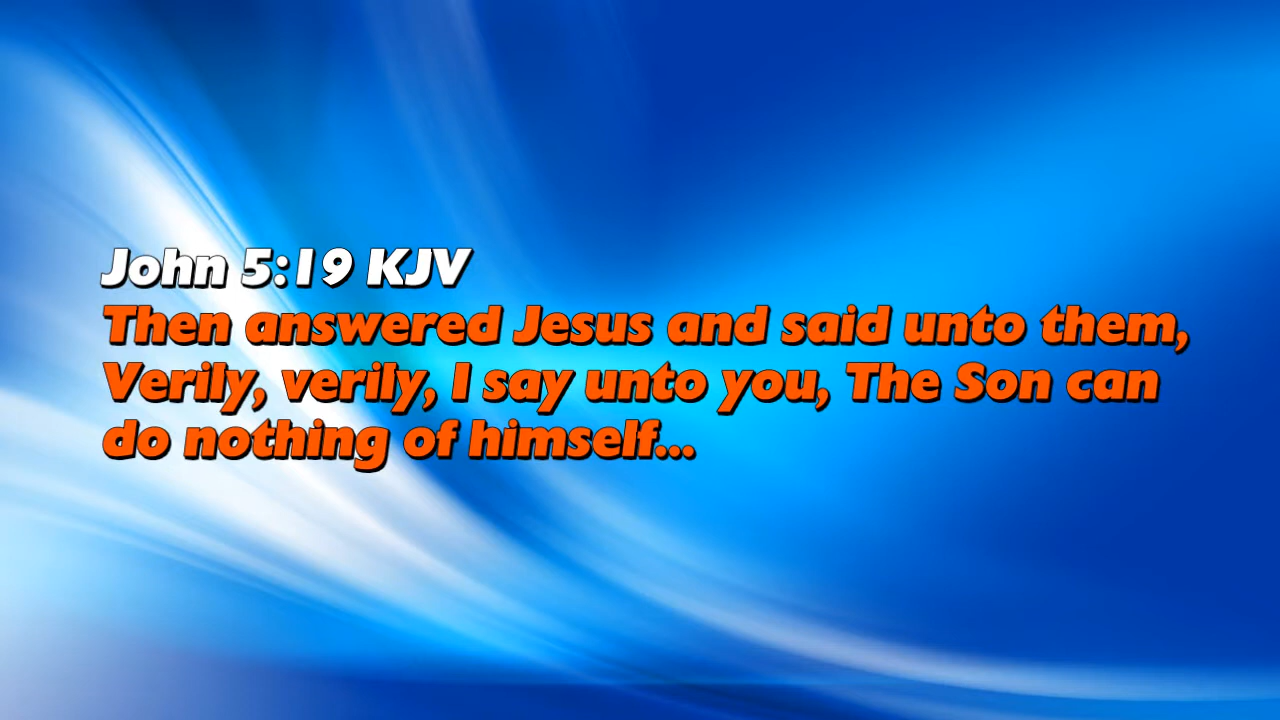 John 5:19 KJV
Then answered Jesus and said unto them,
Verily, verily, I say unto you, The Son can
do nothing of himself...